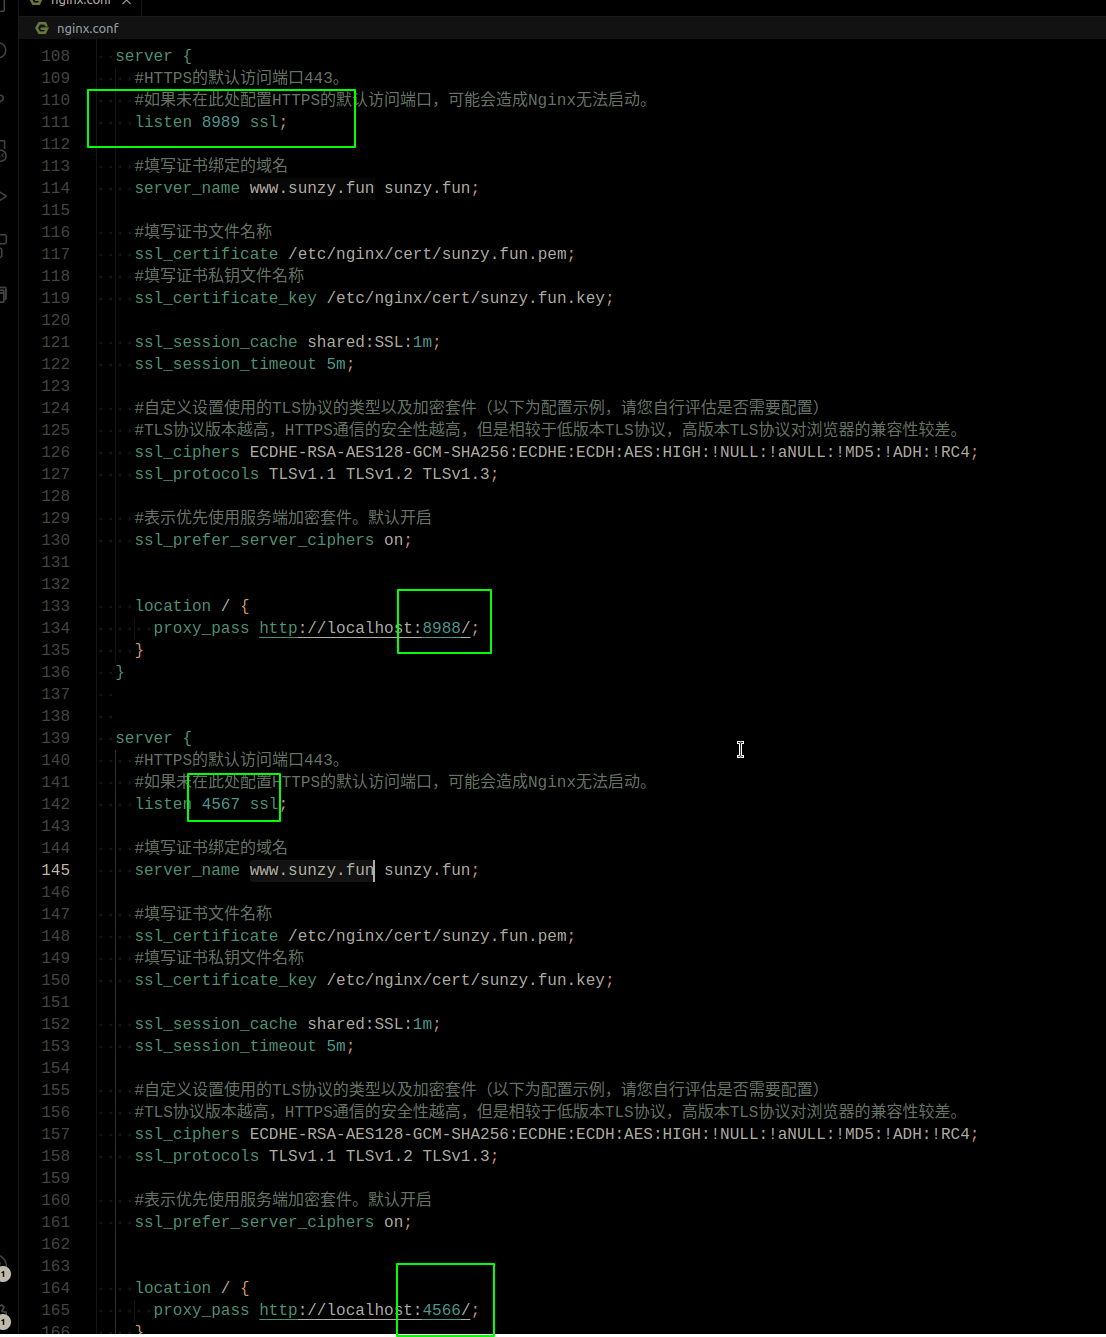 nginx.conf
nginx.conf
108 server {
109 #HTTPS的默认访问端口443。
110 #如果未在此处配置HTTPS的默认访问端口，可能会造成Nginx无法启动。
111 listen 8989 ssl;
112
113 #填写证书绑定的域名
114 server_name www.sunzy.fun sunzy.fun;
115
116 #填写证书文件名称
117 ssl_certificate /etc/nginx/cert/sunzy.fun.pem;
118 #填写证书私钥文件名称
119 ssl_certificate_key /etc/nginx/cert/sunzy.fun.key;
120
121 ssl_session_cache shared:SSL:1m;
122 ssl_session_timeout 5m;
123
124 #自定义设置使用的TLS协议的类型以及加密套件（以下为配置示例，请您自行评估是否需要配置）
125 #TLS协议版本越高，HTTPS通信的安全性越高，但是相较于低版本TLS协议，高版本TLS协议对浏览器的兼容性较差。
126 ssl_ciphers ECDHE-RSA-AES128-GCM-SHA256:ECDHE:ECDH:AES:HIGH:!NULL:!aNULL:!MD5:!ADH:!RC4;
127 ssl_protocols TLSv1.1 TLSv1.2 TLSv1.3;
128
129 #表示优先使用服务端加密套件。默认开启
130 ssl_prefer_server_ciphers on;
131
132
133 location / {
134 proxy_pass http://localhost:8988/;
135 }
136 }
137
138
139 server {
140 #HTTPS的默认访问端口443。
141 #如果未在此处配置HTTPS的默认访问端口，可能会造成Nginx无法启动。
142 listen 4567 ssl;
143
144 #填写证书绑定的域名
145 server_name www.sunzy.fun sunzy.fun;
146
147 #填写证书文件名称
148 ssl_certificate /etc/nginx/cert/sunzy.fun.pem;
149 #填写证书私钥文件名称
150 ssl_certificate_key /etc/nginx/cert/sunzy.fun.key;
151
152 ssl_session_cache shared:SSL:1m;
153 ssl_session_timeout 5m;
154
155 #自定义设置使用的TLS协议的类型以及加密套件（以下为配置示例，请您自行评估是否需要配置）
156 #TLS协议版本越高，HTTPS通信的安全性越高，但是相较于低版本TLS协议，高版本TLS协议对浏览器的兼容性较差。
157 ssl_ciphers ECDHE-RSA-AES128-GCM-SHA256:ECDHE:ECDH:AES:HIGH:!NULL:!aNULL:!MD5:!ADH:!RC4;
158 ssl_protocols TLSv1.1 TLSv1.2 TLSv1.3;
159
160 #表示优先使用服务端加密套件。默认开启
161 ssl_prefer_server_ciphers on;
162
163
164 location / {
165 proxy_pass http://localhost:4566/;
166 }
1
1